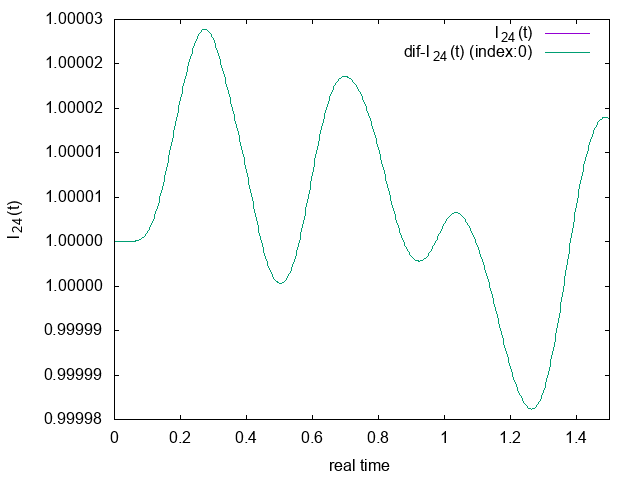 1.00003
1.00002
1.00002
1.00001
1.00001
1.00000
1.00000
0.99999
0.99999
0.99998
I24(t)
I24(t)
dif-I24(t) (index:0)
0 0.2 0.4 0.6 0.8 1 1.2 1.4
real time